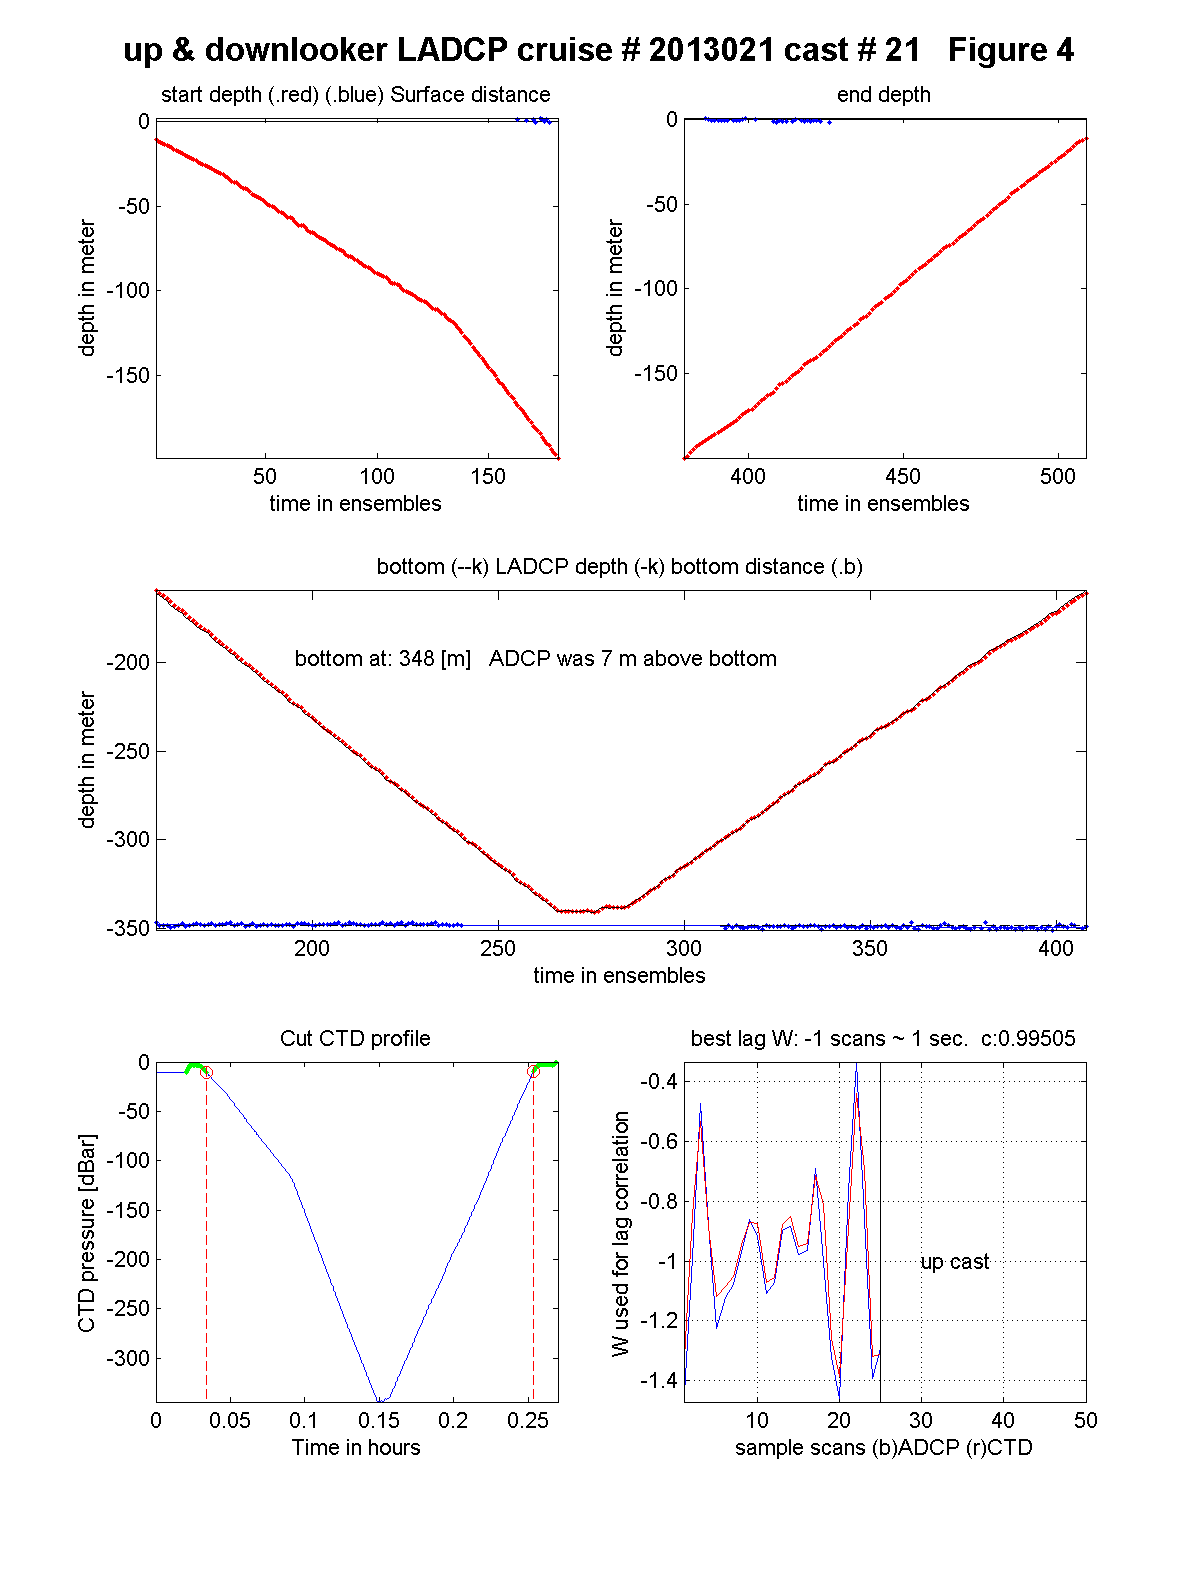 up & downlooker LADCP cruise # 2013021 cast # 21   Figure 4
start depth (.red) (.blue) Surface distance
0
-50
-100
-150
depth in meter
50 100 150
time in ensembles
end depth
0
-50
-100
-150
depth in meter
400 450 500
time in ensembles
bottom (--k) LADCP depth (-k) bottom distance (.b)
bottom at: 348 [m]   ADCP was 7 m above bottom
-200
-250
-300
-350
depth in meter
200 250 300 350 400
time in ensembles
Cut CTD profile
0
-50
-100
-150
-200
-250
-300
CTD pressure [dBar]
0 0.05 0.1 0.15 0.2 0.25
Time in hours
best lag W: -1 scans ~ 1 sec.  c:0.99505
-0.4
-0.6
-0.8
-1
-1.2
-1.4
W used for lag correlation
up cast
10 20 30 40 50
sample scans (b)ADCP (r)CTD